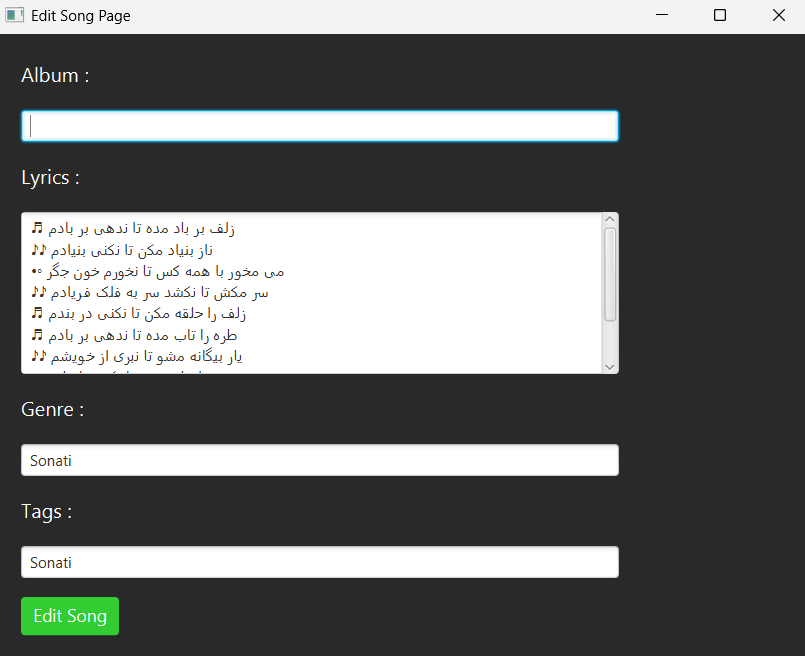 Edit Song Page
Album :
Lyrics :
زلف بر باد مده تا ندهی بر بادم ♬
ناز بنیاد مکن تا نکنی بنیادم ♪♪
می مخور با همه کس تا نخورم خون جگر •◦
سر مکش تا نکشد سر به فلک فریادم ♪♪
زلف را حلقه مکن تا نکنی در بندم ♬
طره را تاب مده تا ندهی بر بادم ♬
یار بیگانه مشو تا نبری از خویشم ♪♪
Genre :
Sonati
Tags :
Sonati
Edit Song